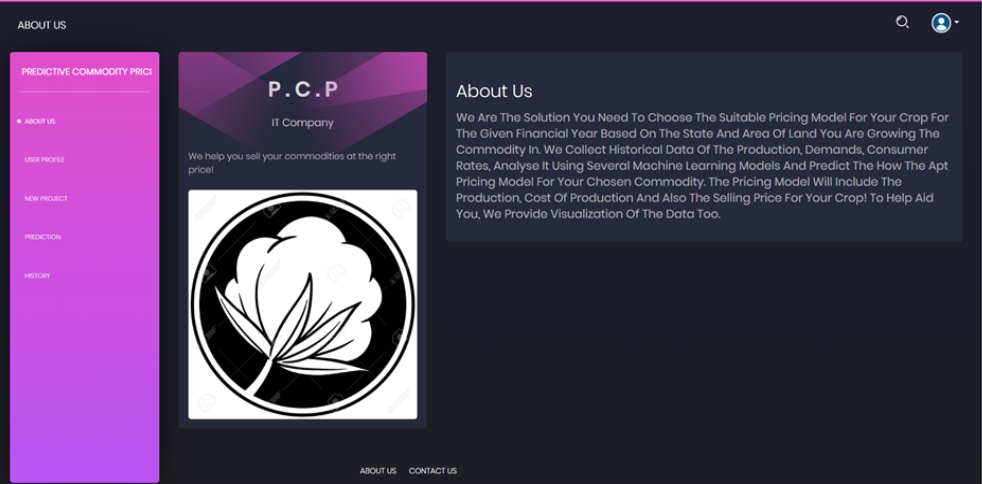 ABOUT US
PREDICTIVE COMMODITY PRICI
ABOUT US
USER PROFILE
NEW PROJECT
PREDICTION
HISTORY
P.C.P
IT Company
We help you sell your commodities at the right
price!
About Us
We Are The Solution You Need To Choose The Suitable Pricing Model For Your Crop For
The Given Financial Year Based On The State And Area Of Land You Are Growing The
Commodity In. We Collect Historical Data Of The Production, Demands, Consumer
Rates, Analyse It Using Several Machine Learning Models And Predict The How The Apt
Pricing Model For Your Chosen Commodity. The Pricing Model Will Include The
Production, Cost Of Production And Also The Selling Price For Your Crop! To Help Aid
You, We Provide Visualization Of The Data Too.
ABOUT US CONTACT US